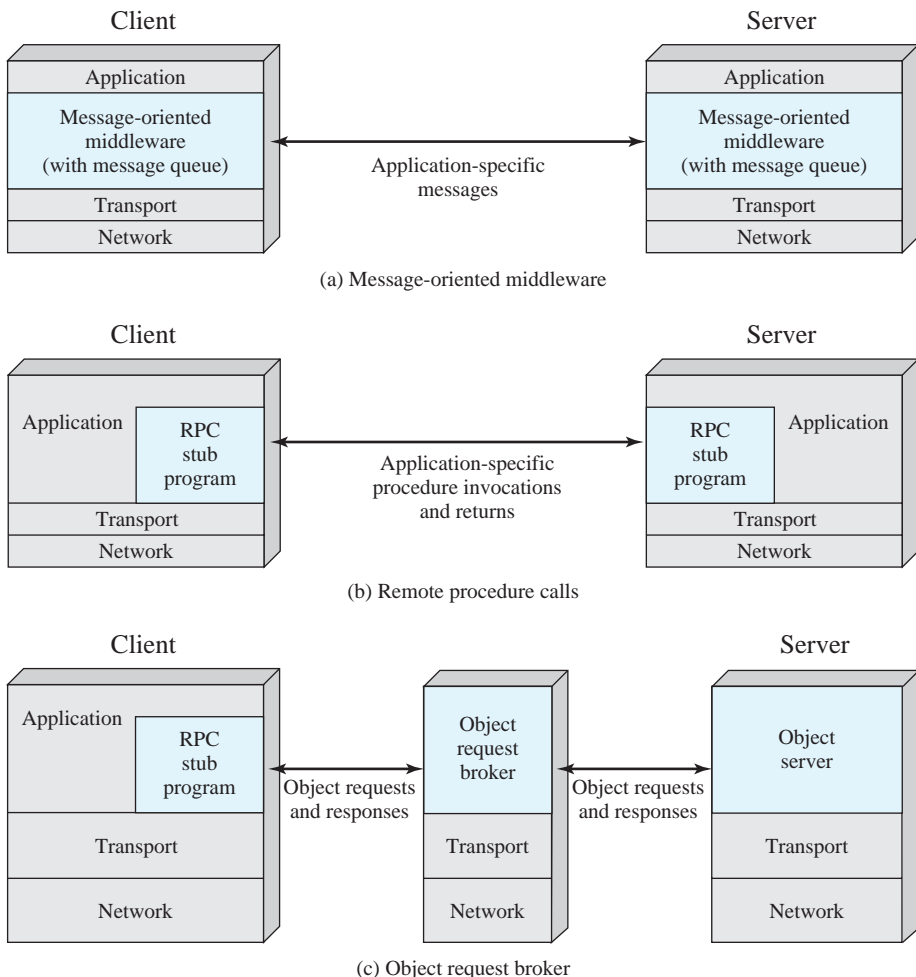 Client
Server
Application
Message-oriented
middleware
(with message queue)
Transport
Network
Application-specific
messages
Application
Message-oriented
middleware
(with message queue)
Transport
Network
(a) Message-oriented middleware
Client
Server
Application
RPC
stub
program
Transport
Network
Application-specific
procedure invocations
and returns
RPC
stub
program
Application
Transport
Network
(b) Remote procedure calls
Client
Server
Application
RPC
stub
program
Transport
Network
Object requests
and responses
Object
request
broker
Transport
Network
Object requests
and responses
Object
server
Transport
Network
(c) Object request broker